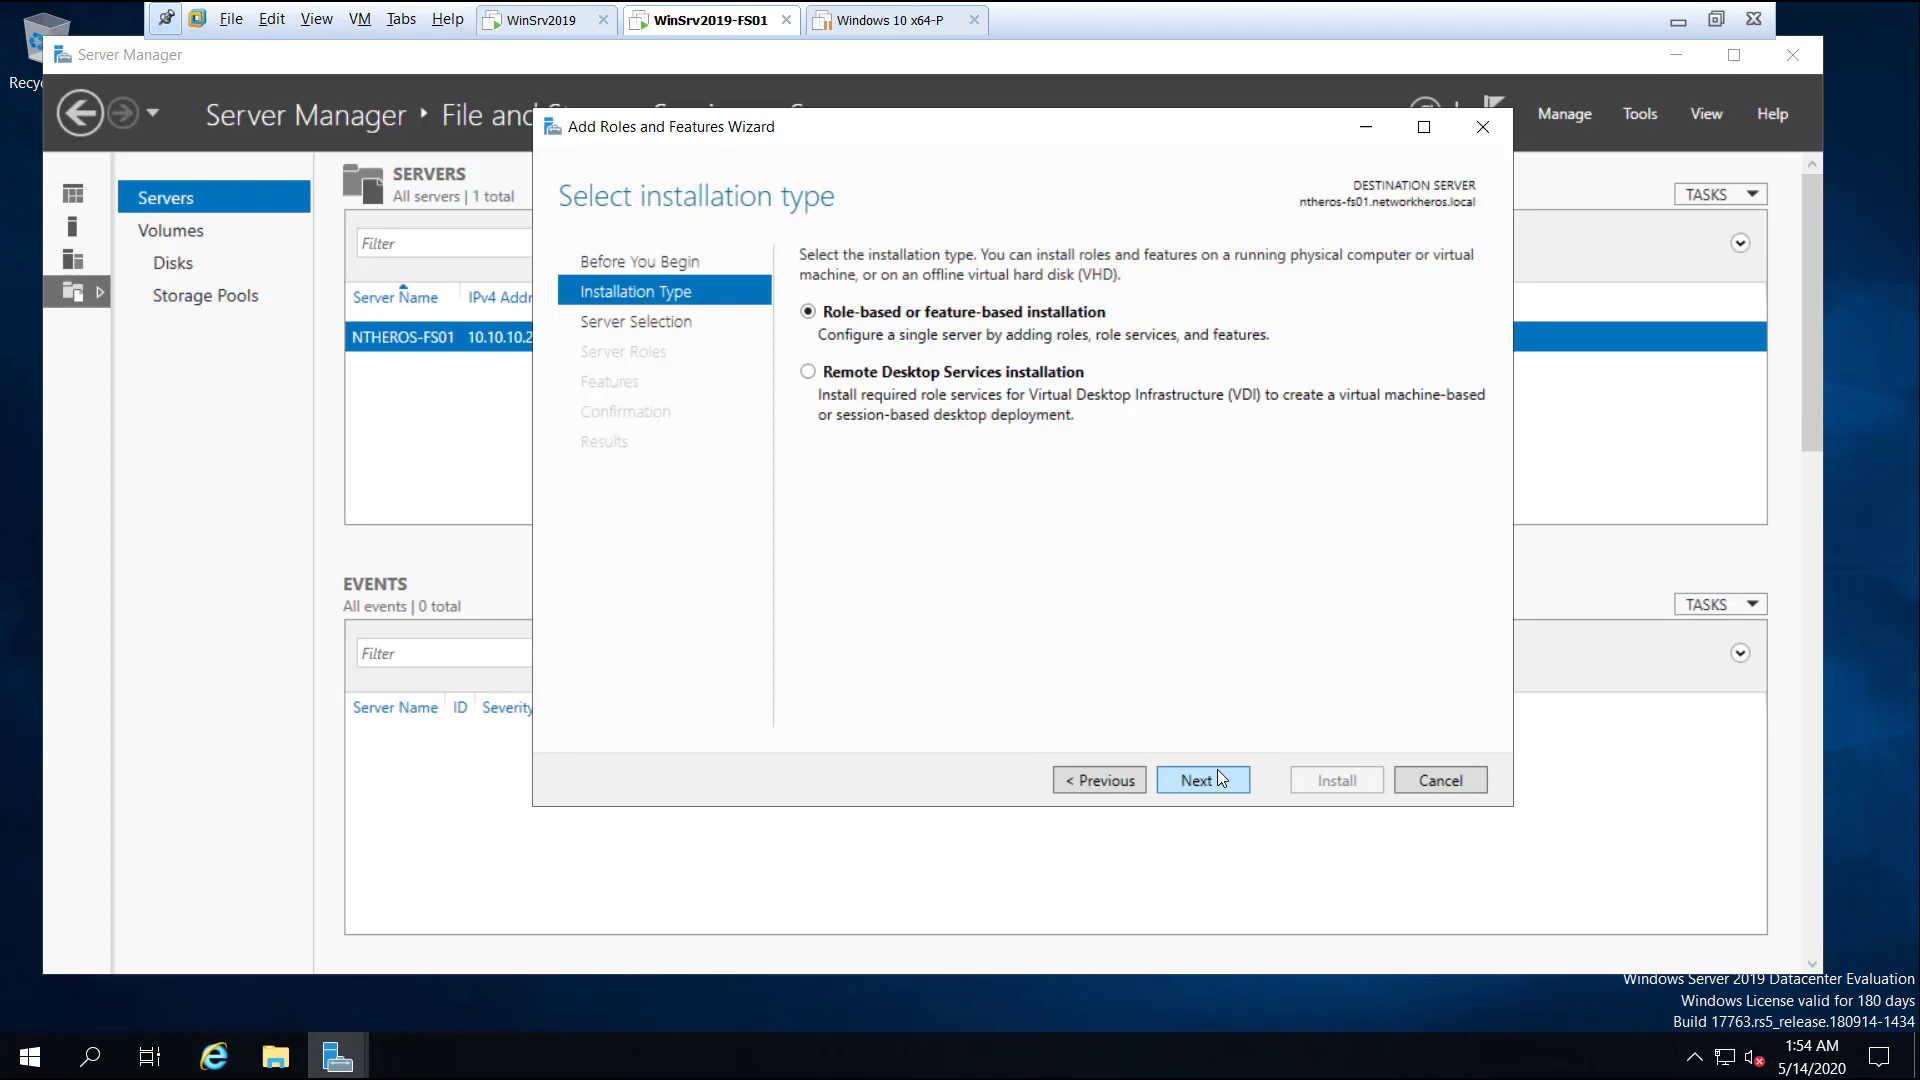 File Edit View VM Tabs Help WinSrv2019 WinSrv2019-FS01 Windows 10 x64-P
Server Manager
Server Manager File and
Manage Tools View Help
Add Roles and Features Wizard
Select installation type
DESTINATION SERVER
ntheros-fs01.networkheros.local
Before You Begin
Installation Type
Server Selection
Server Roles
Features
Confirmation
Results
Select the installation type. You can install roles and features on a running physical computer or virtual
machine, or on an offline virtual hard disk (VHD).
Role-based or feature-based installation
Configure a single server by adding roles, role services, and features.
Remote Desktop Services installation
Install required role services for Virtual Desktop Infrastructure (VDI) to create a virtual machine-based
or session-based desktop deployment.
< Previous Next Install Cancel
Servers
Volumes
Disks
Storage Pools
SERVERS
All servers | 1 total
TASKS
Filter
Server Name IPv4 Addr
NTHEROS-FS01 10.10.10.2
EVENTS
All events | 0 total
TASKS
Filter
Server Name ID Severity
Recyc
Windows Server 2019 Datacenter Evaluation
Windows License valid for 180 days
Build 17763.rs5_release.180914-1434
1:54 AM
5/14/2020